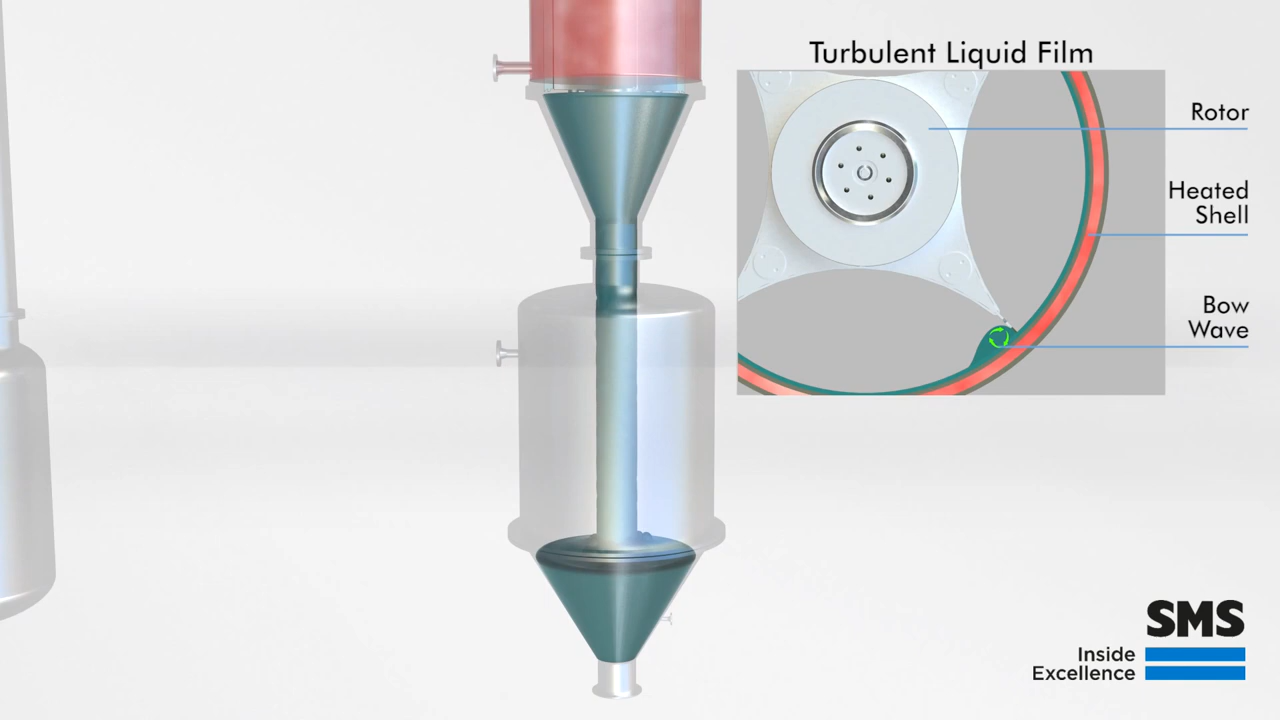 Turbulent Liquid Film
Rotor
Heated
Shell
Bow
Wave
SMS
Inside
Excellence